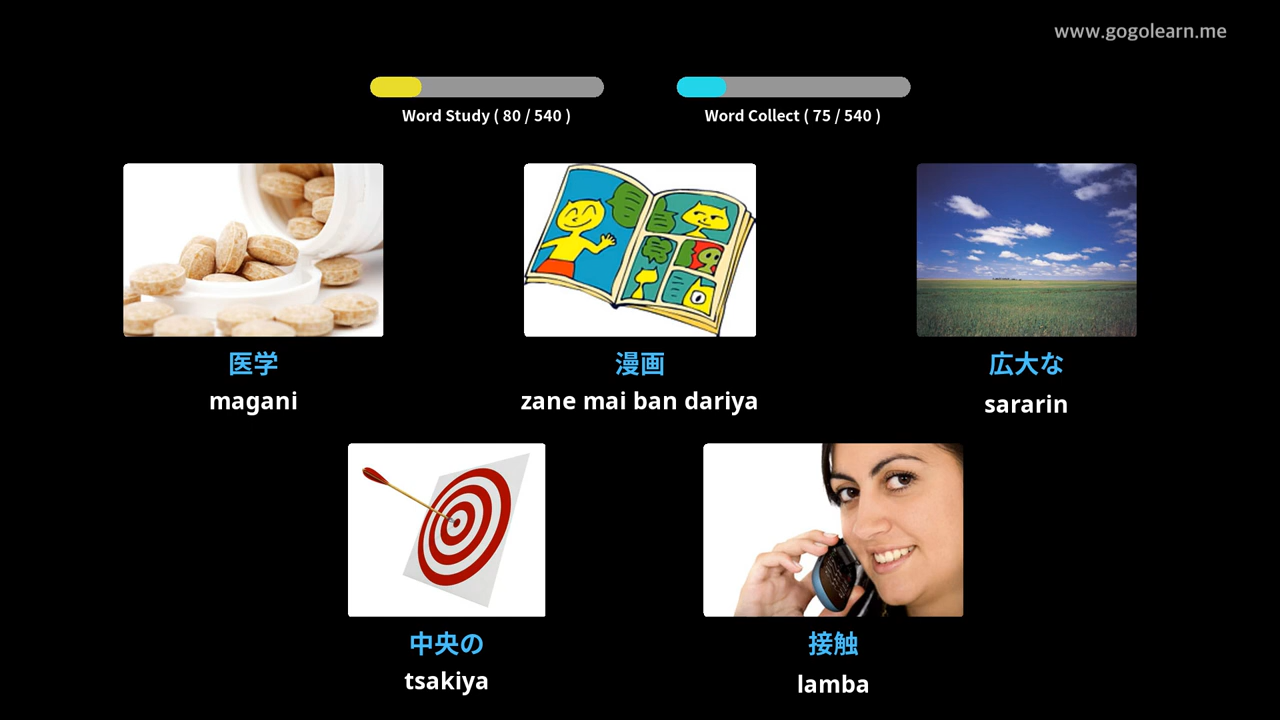 www.gogolearn.me
Word Study ( 80 / 540 )
Word Collect ( 75 / 540 )
医学
magani
漫画
zane mai ban dariya
広大な
sararin
中央の
tsakiya
接触
lamba